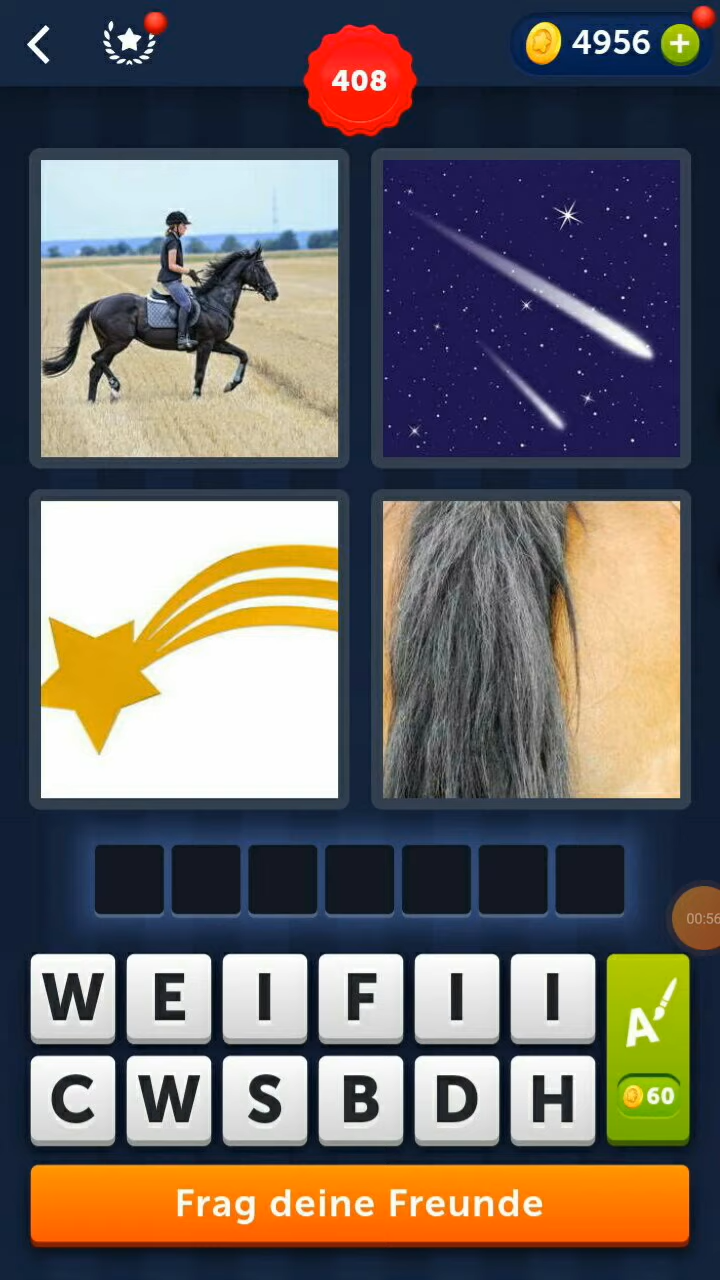 408
4956
00:56
W E I F I I
C W S B D H
A
60
Frag deine Freunde